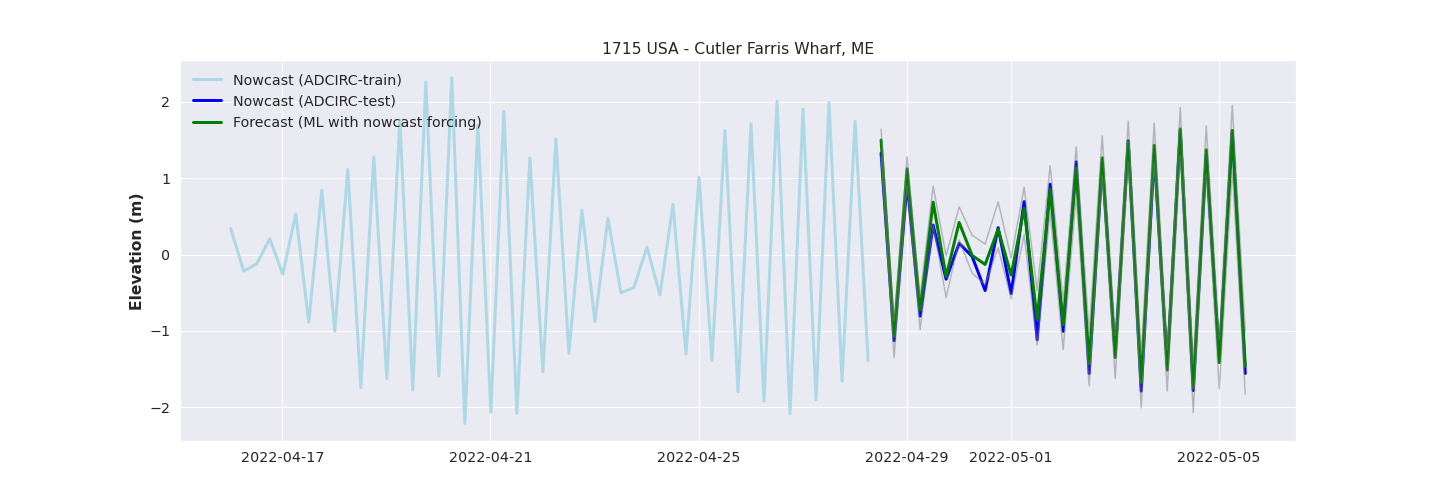 1715 USA - Cutler Farris Wharf, ME
Nowcast (ADCIRC-train)
Nowcast (ADCIRC-test)
Forecast (ML with nowcast forcing)
Elevation (m)
2
1
0
−1
−2
2022-04-17 2022-04-21 2022-04-25 2022-04-29 2022-05-01 2022-05-05